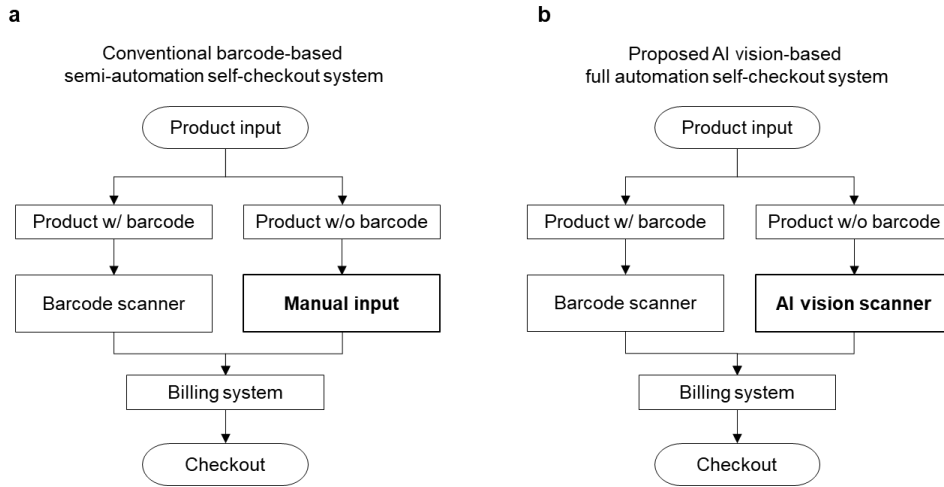 a
Conventional barcode-based
semi-automation self-checkout system
Product input
Product w/ barcode
Product w/o barcode
Barcode scanner
Manual input
Billing system
Checkout
b
Proposed AI vision-based
full automation self-checkout system
Product input
Product w/ barcode
Product w/o barcode
Barcode scanner
AI vision scanner
Billing system
Checkout